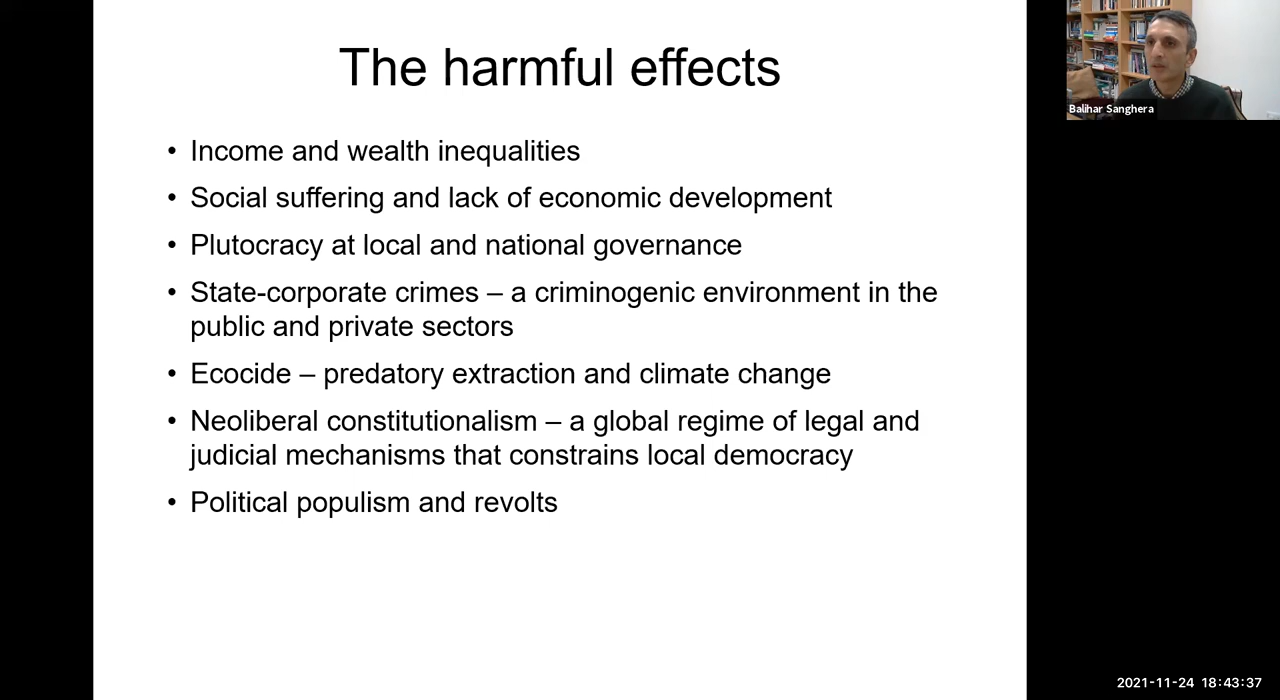 The harmful effects
• Income and wealth inequalities
• Social suffering and lack of economic development
• Plutocracy at local and national governance
• State-corporate crimes – a criminogenic environment in the
public and private sectors
• Ecocide – predatory extraction and climate change
• Neoliberal constitutionalism – a global regime of legal and
judicial mechanisms that constrains local democracy
• Political populism and revolts
Balihar Sanghera
2021-11-24 18:43:37